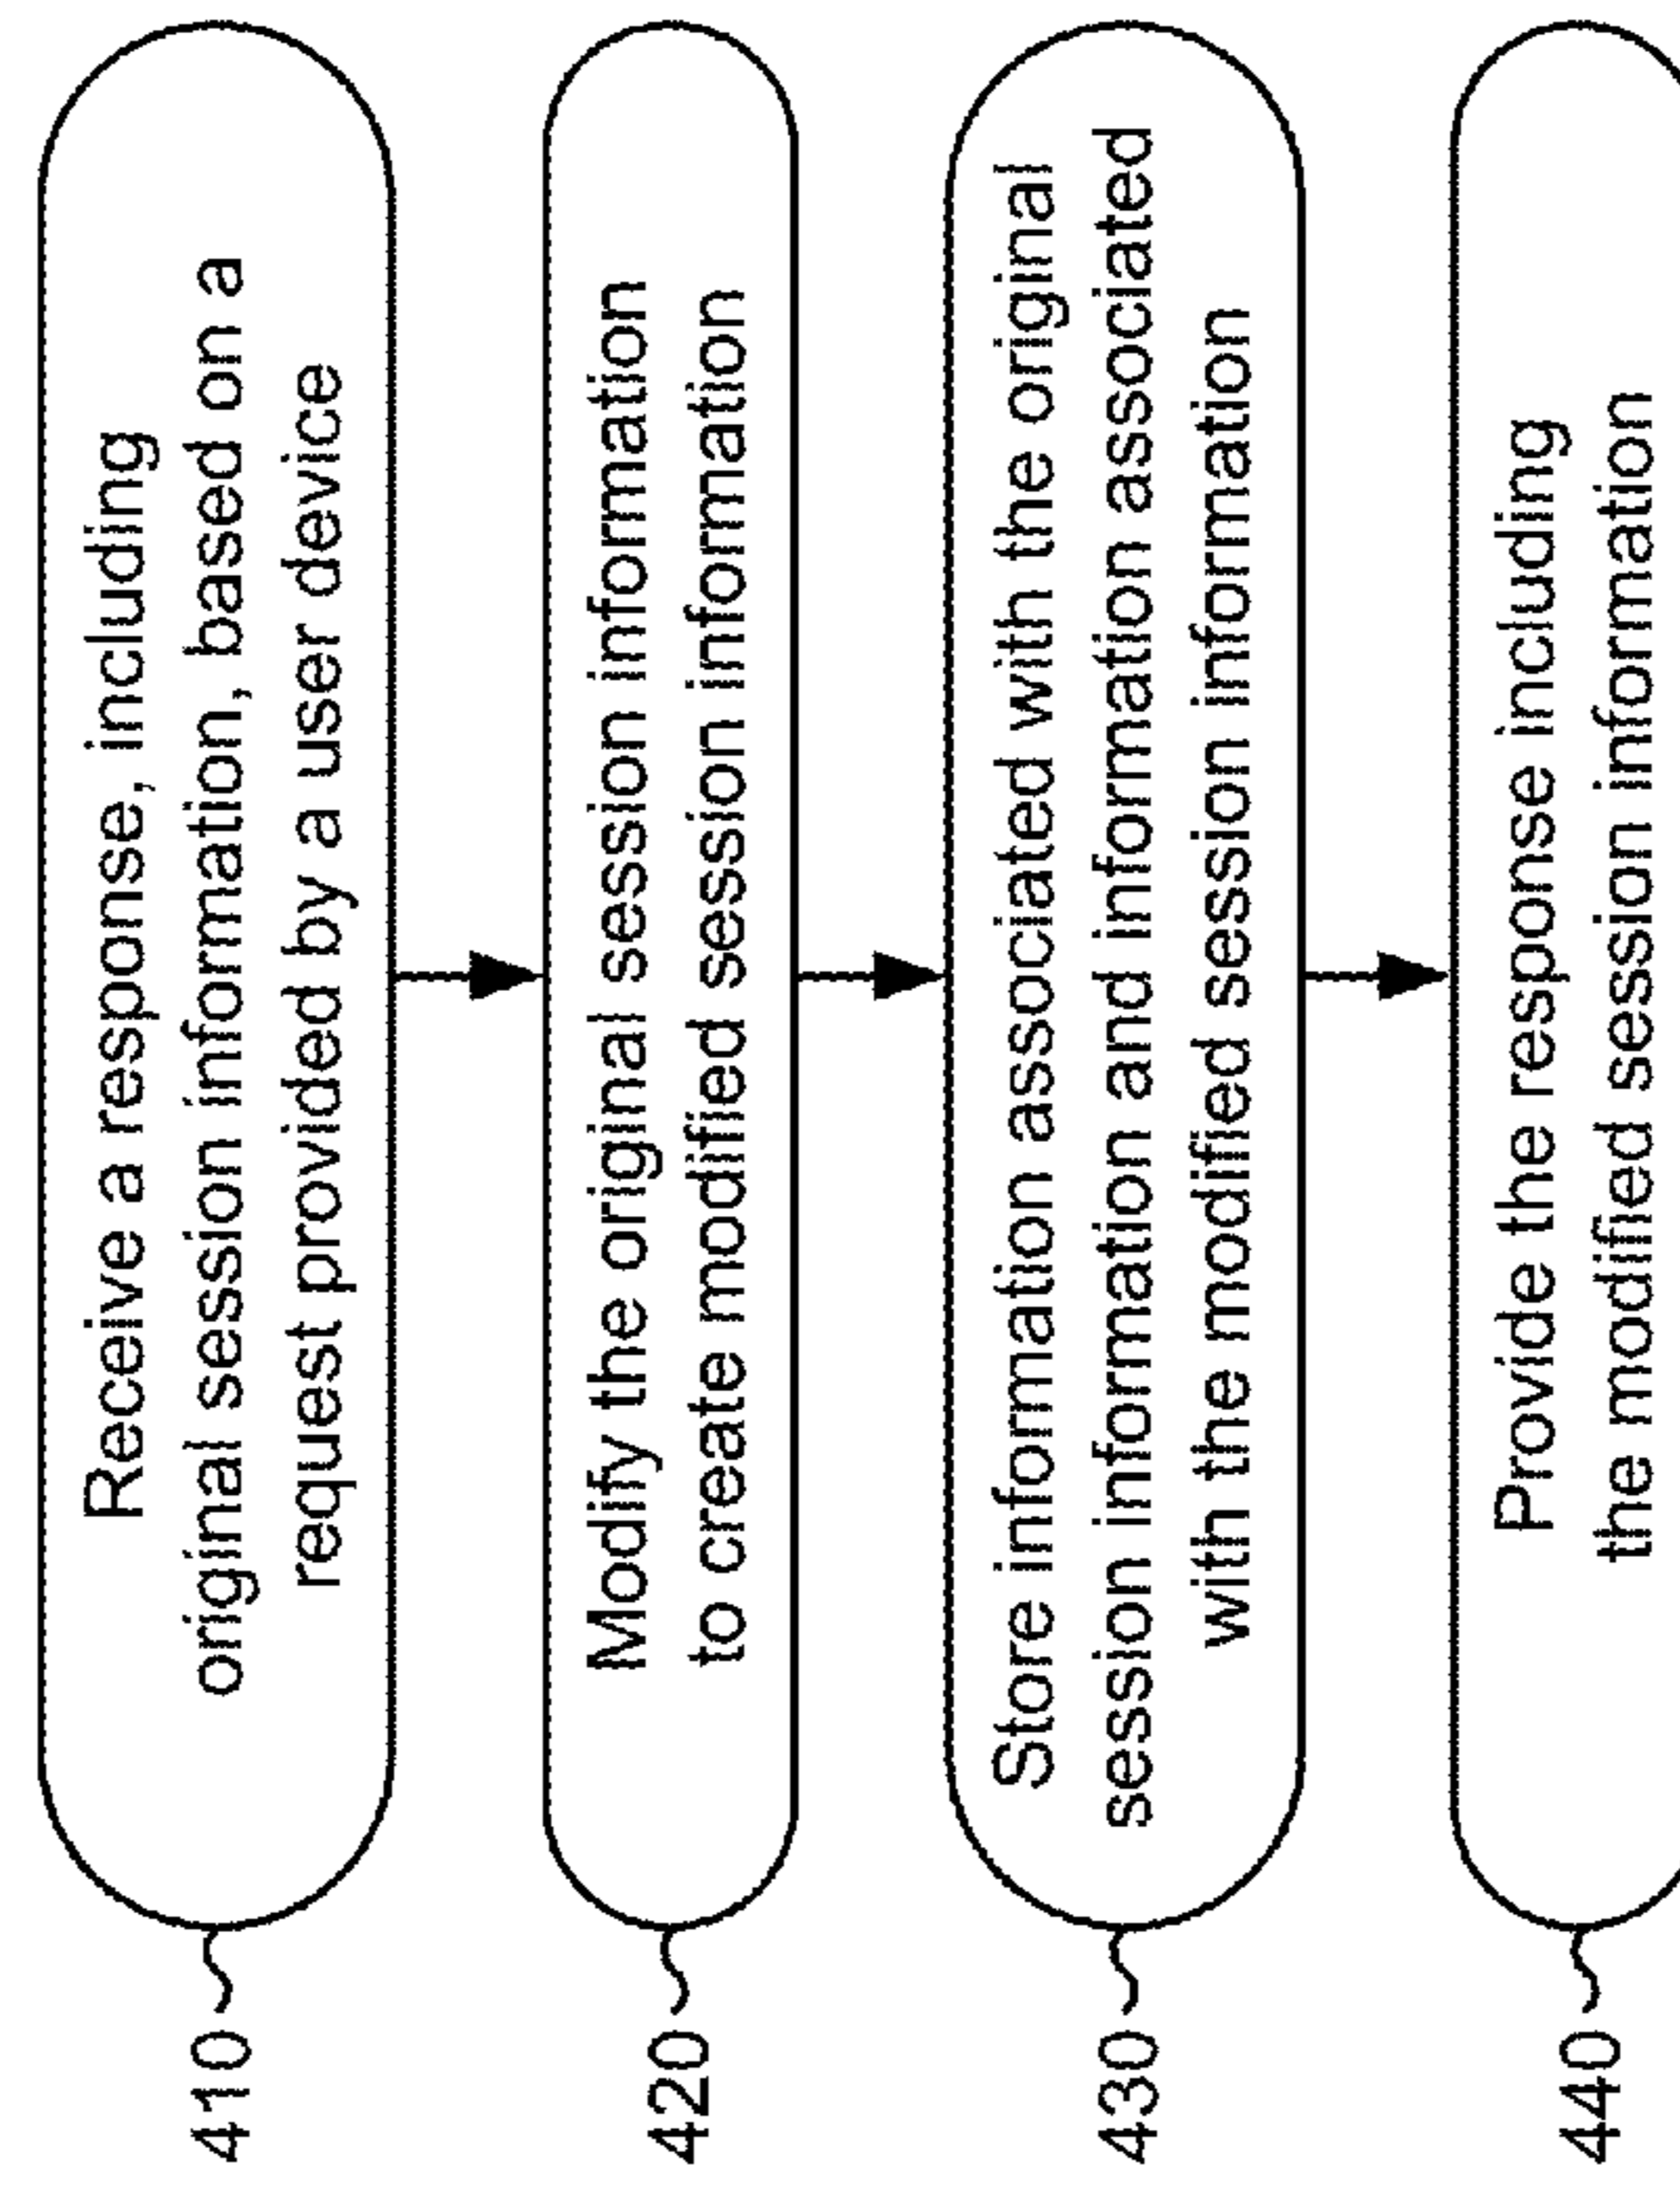 410
Receive a response, including
original session information, based on a
request provided by a user device
420
Modify the original session information
to create modified session information
430
Store information associated with the original
session information and information associated
with the modified session information
440
Provide the response including
the modified session information